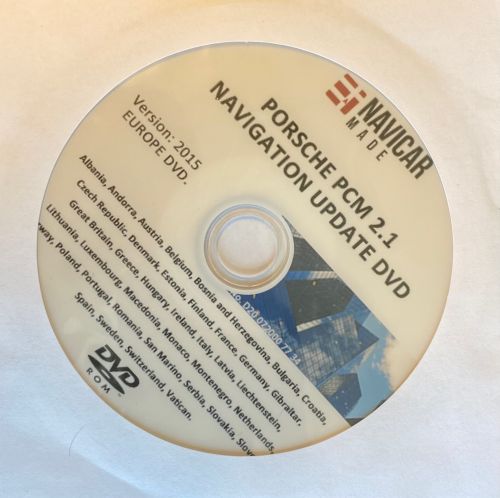 NAVICAR
MADE
PORSCHE PCM 2.1
NAVIGATION UPDATE DVD
Version: 2015
EUROPE DVD.
Albania, Andorra, Austria, Belgium, Bosnia and Herzegovina, Bulgaria, Croatia,
Czech Republic, Denmark, Estonia, Finland, France, Germany, Gibraltar,
Great Britain, Greece, Hungary, Ireland, Italy, Latvia, Liechtenstein,
Lithuania, Luxembourg, Macedonia, Monaco, Montenegro, Netherlands,
way, Poland, Portugal, Romania, San Marino, Serbia, Slovakia, Slove
Spain, Sweden, Switzerland, Vatican.
DVD
ROM